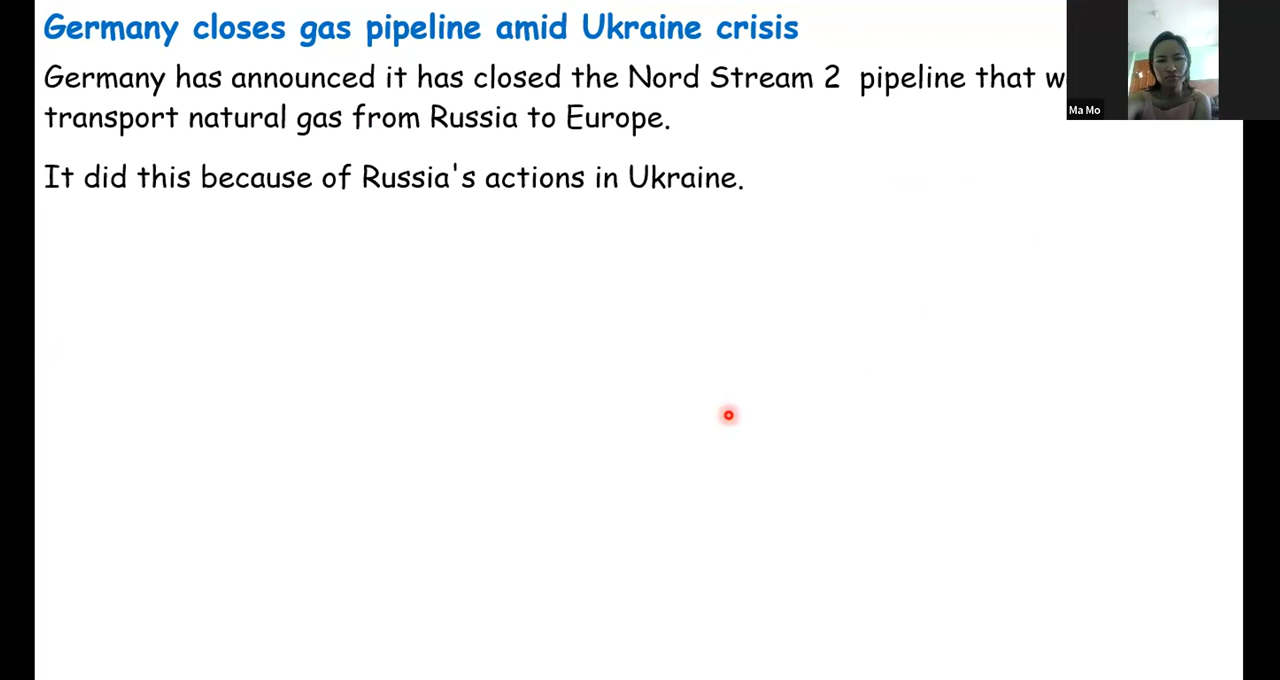 Germany closes gas pipeline amid Ukraine crisis
Germany has announced it has closed the Nord Stream 2 pipeline that
transport natural gas from Russia to Europe.
It did this because of Russia's actions in Ukraine.
Ma Mo